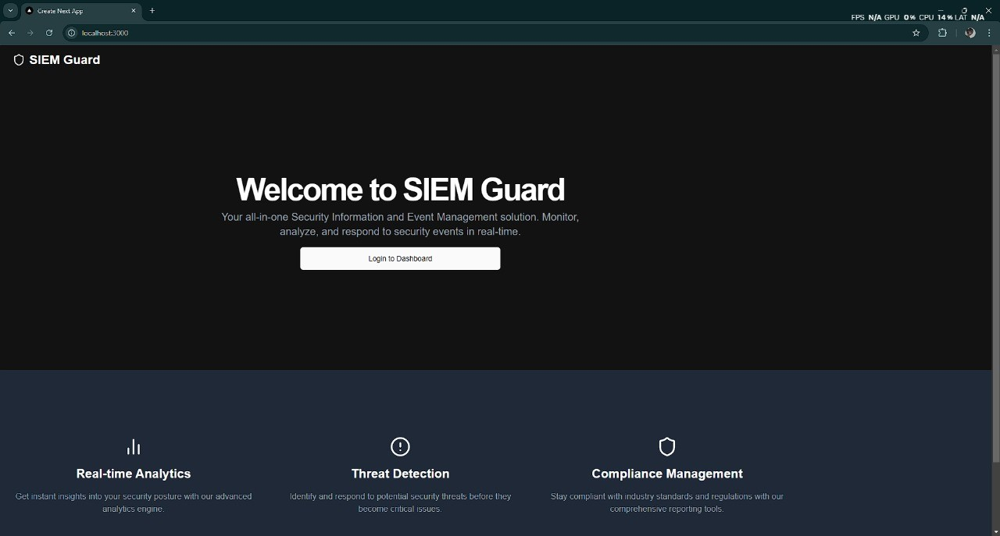 Create Next App
FPS N/A GPU 0% CPU 14% LAT N/A
localhost:3000
SIEM Guard
Welcome to SIEM Guard
Your all-in-one Security Information and Event Management solution. Monitor,
analyze, and respond to security events in real-time.
Login to Dashboard
Real-time Analytics
Get instant insights into your security posture with our advanced
analytics engine.
Threat Detection
Identify and respond to potential security threats before they
become critical issues.
Compliance Management
Stay compliant with industry standards and regulations with our
comprehensive reporting tools.